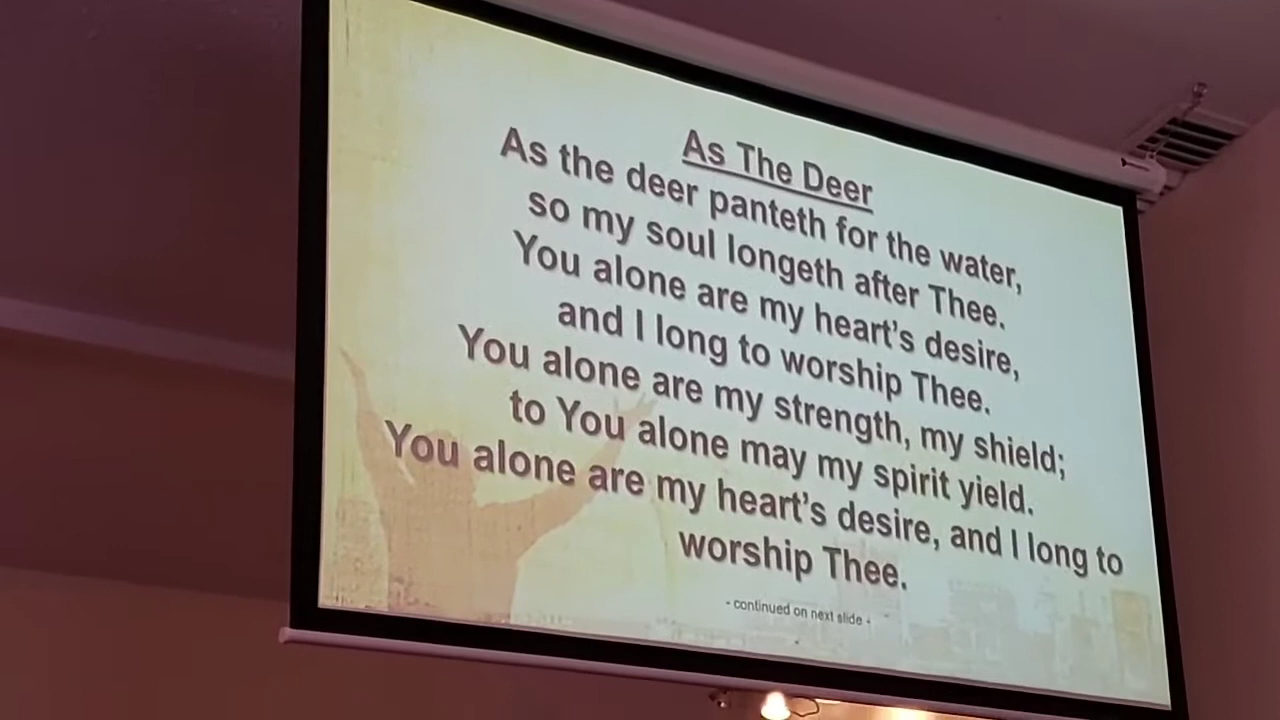 As The Deer
As the deer panteth for the water,
so my soul longeth after Thee.
You alone are my heart’s desire,
and I long to worship Thee.
You alone are my strength, my shield;
to You alone may my spirit yield.
You alone are my heart’s desire, and I long to
worship Thee.
- continued on next slide -